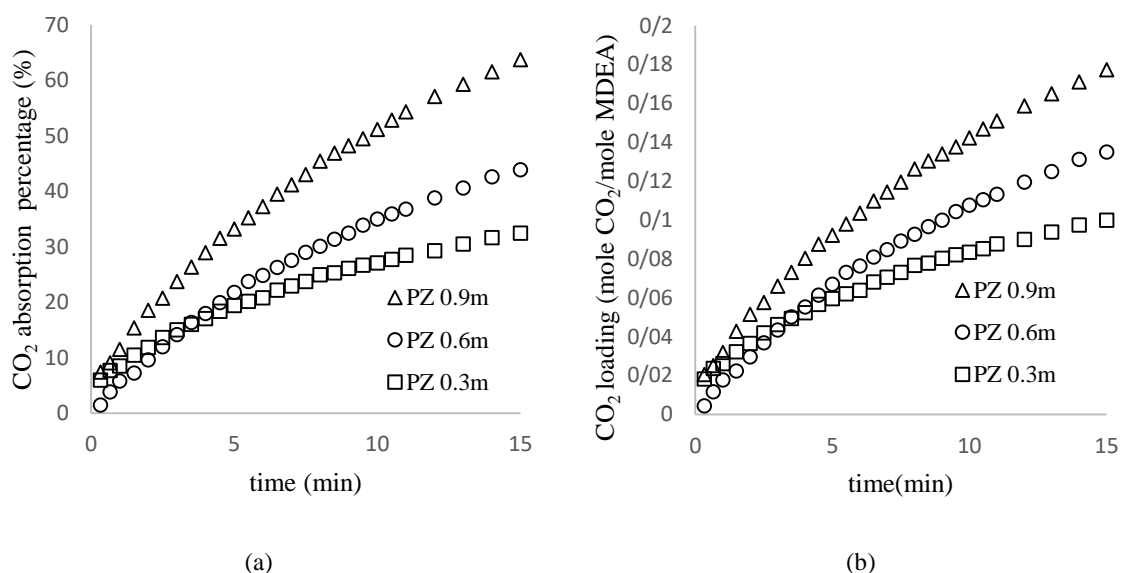 CO2 absorption percentage (%)
70
60
50
40
30
20
10
0
0 5 10 15
time (min)
PZ 0.9m
PZ 0.6m
PZ 0.3m
(a)
CO2 loading (mole CO2/mole MDEA)
0/2
0/18
0/16
0/14
0/12
0/1
0/08
0/06
0/04
0/02
0
0 5 10 15
time(min)
PZ 0.9m
PZ 0.6m
PZ 0.3m
(b)